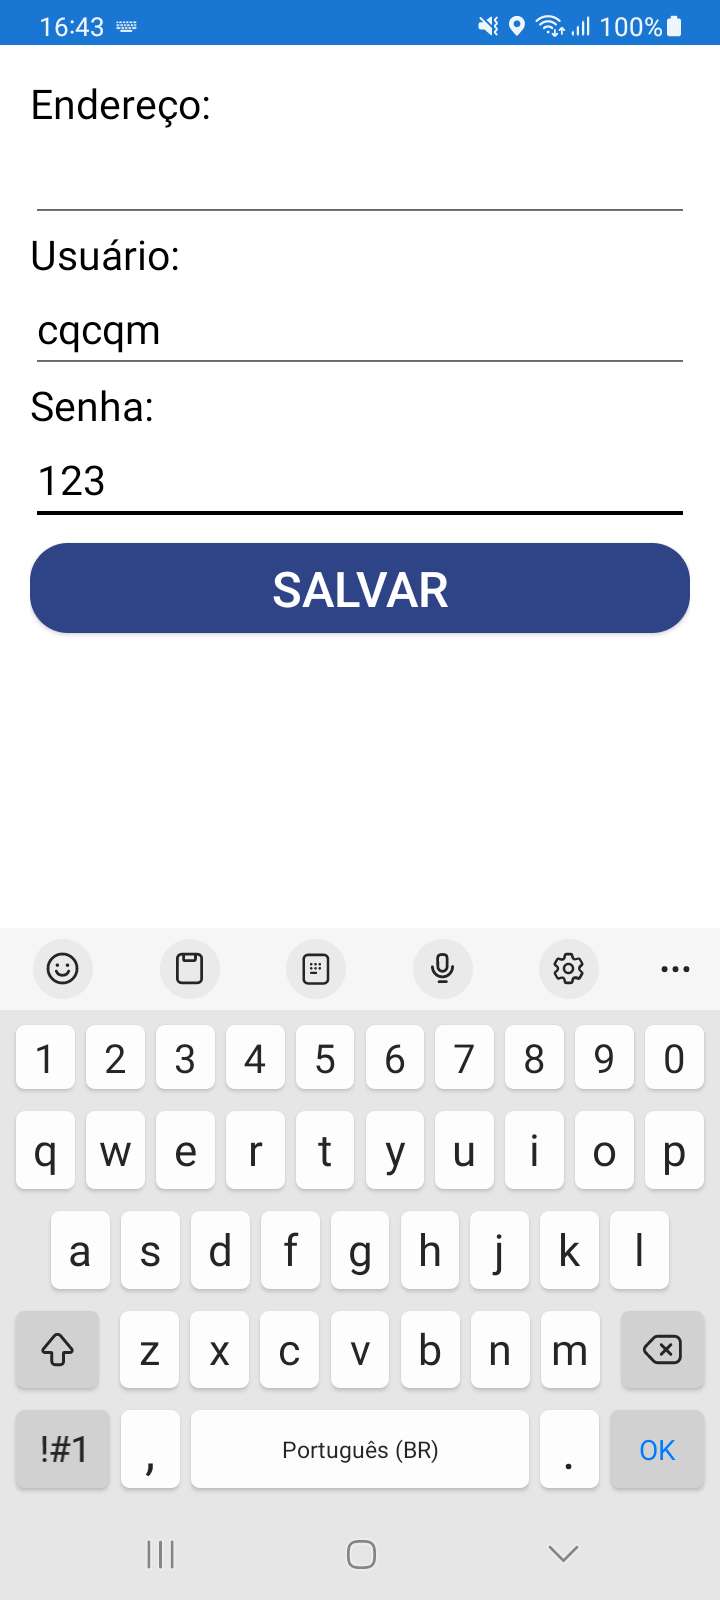 16:43 100%
Endereço:
Usuário:
cqcqm
Senha:
123
SALVAR
1 2 3 4 5 6 7 8 9 0
q w e r t y u i o p
a s d f g h j k l
z x c v b n m
!#1 , Português (BR) . OK